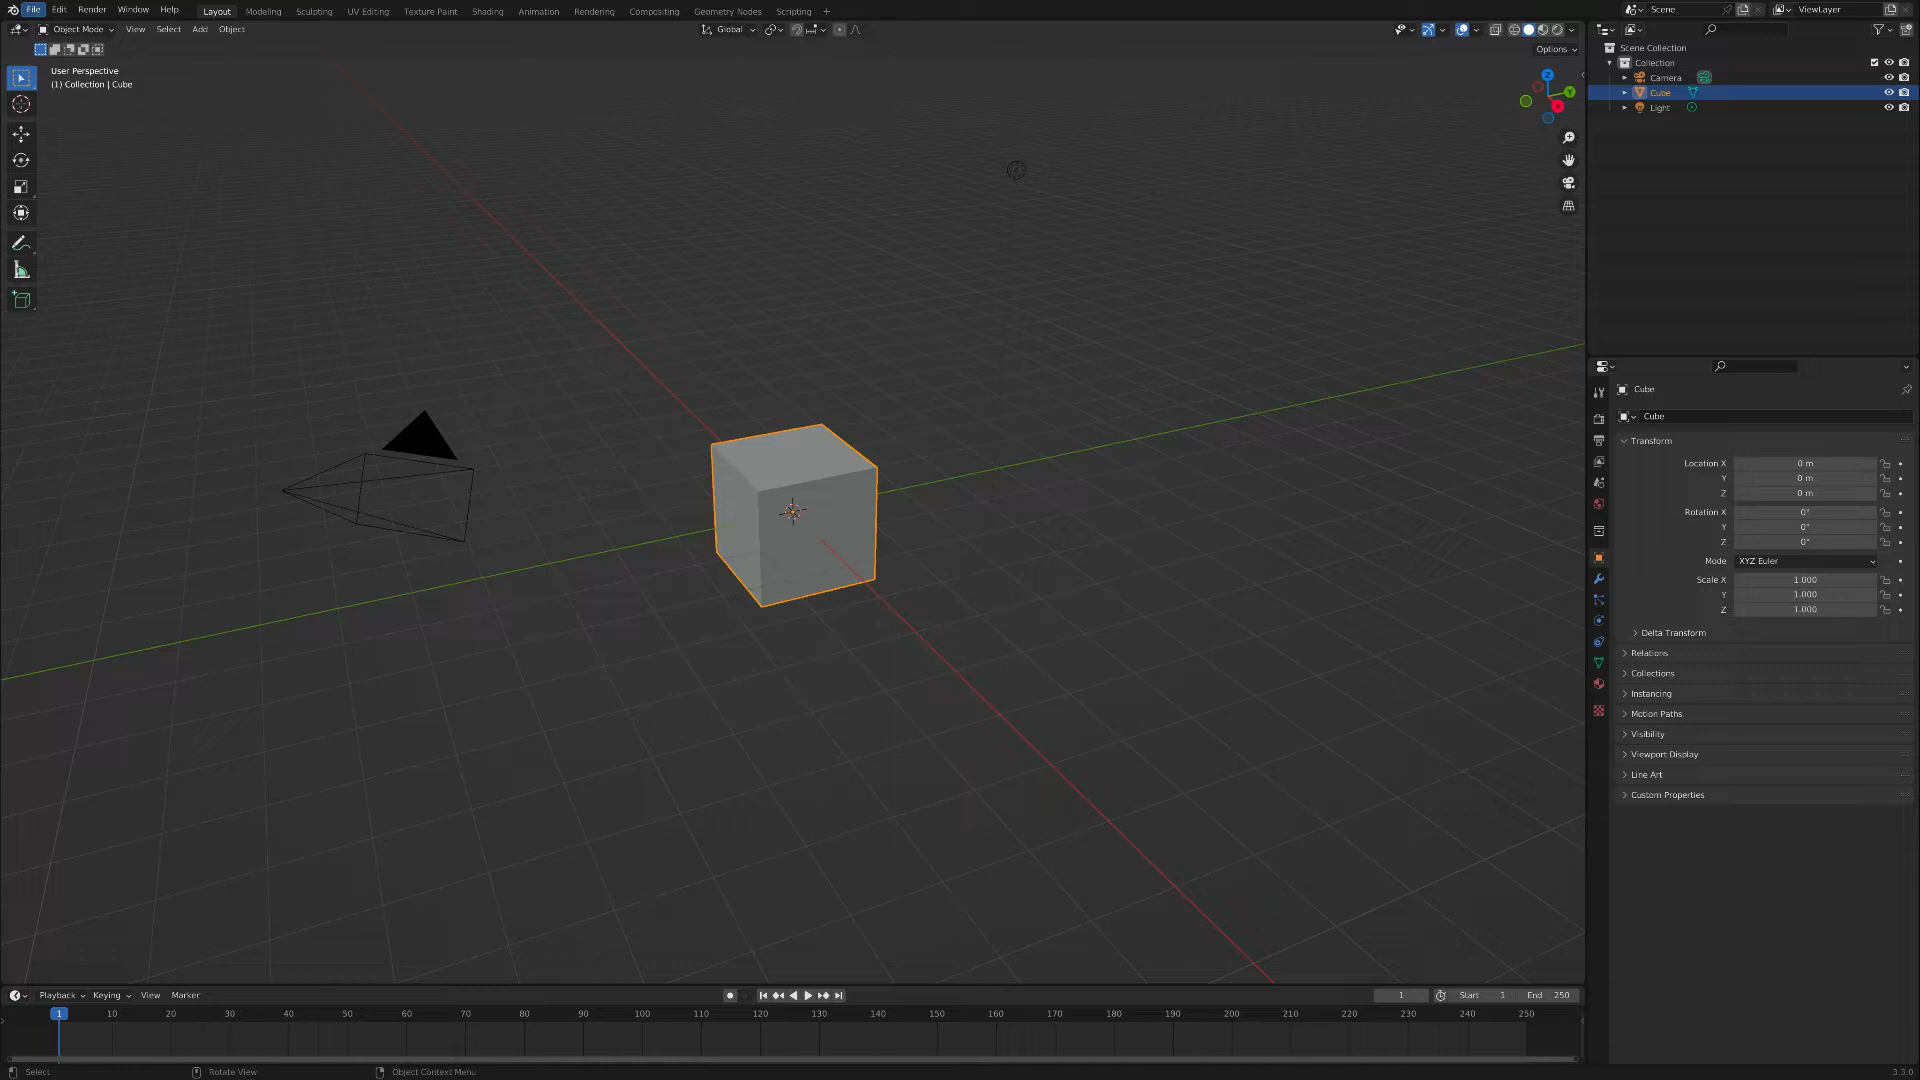 File Edit Render Window Help Layout Modeling Sculpting UV Editing Texture Paint Shading Animation Rendering Compositing Geometry Nodes Scripting + Scene ViewLayer
Object Mode View Select Add Object Global
Options
User Perspective
(1) Collection | Cube
Z
Y
X
Scene Collection
Collection
Camera
Cube
Light
Cube
Cube
Transform
Location X 0 m
Y 0 m
Z 0 m
Rotation X 0°
Y 0°
Z 0°
Mode XYZ Euler
Scale X 1.000
Y 1.000
Z 1.000
Delta Transform
Relations
Collections
Instancing
Motion Paths
Visibility
Viewport Display
Line Art
Custom Properties
Playback Keying View Marker 1 Start 1 End 250
1 10 20 30 40 50 60 70 80 90 100 110 120 130 140 150 160 170 180 190 200 210 220 230 240 250
Select Rotate View Object Context Menu 3.3.0